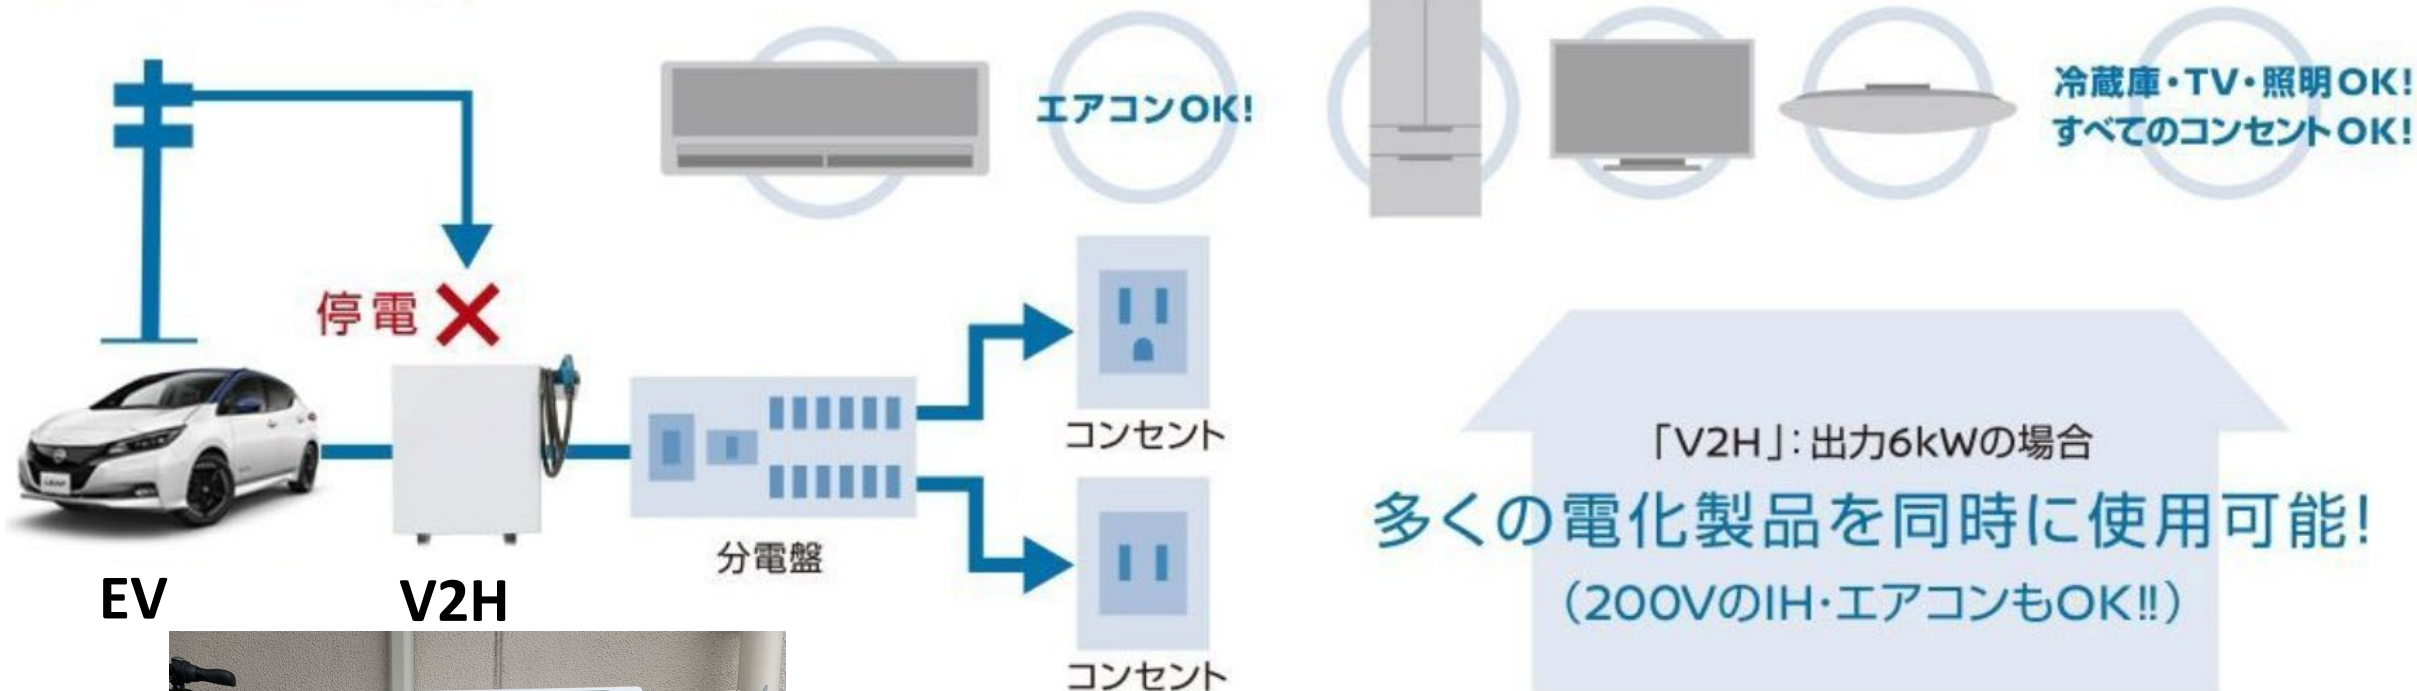 エアコンOK!
冷蔵庫・TV・照明OK!
すべてのコンセントOK!
停電
コンセント
「V2H」:出力6kWの場合
多くの電化製品を同時に使用可能!
(200VのIH・エアコンもOK!!)
分電盤
EV
V2H
コンセント
LEAF